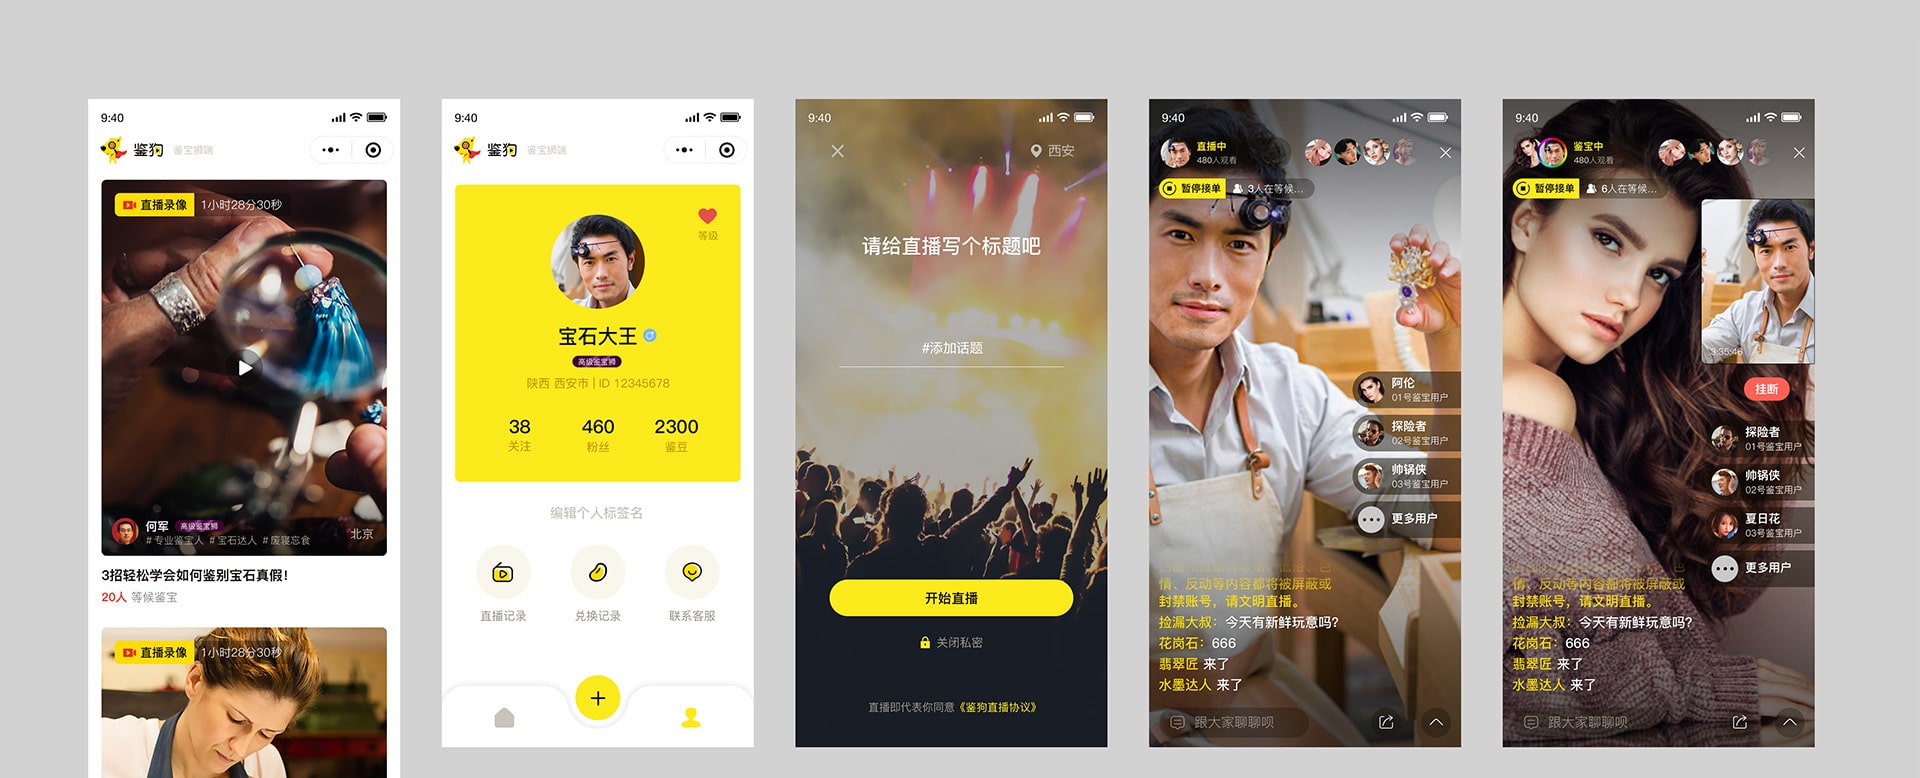 9:40
鉴狗 鉴宝狮端
直播录像 1小时28分30秒
何军 高级鉴宝狮
#专业鉴宝人 #宝石达人 #废寝忘食
北京
3招轻松学会如何鉴别宝石真假！
20人 等候鉴宝
直播录像 1小时28分30秒
9:40
鉴狗 鉴宝狮端
等级
宝石大王
高级鉴宝狮
陕西 西安市 | ID 12345678
38 460 2300
关注 粉丝 鉴豆
编辑个人标签名
直播记录 兑换记录 联系客服
9:40
西安
请给直播写个标题吧
#添加话题
开始直播
关闭私密
直播即代表你同意《鉴狗直播协议》
9:40
直播中
480人观看
暂停接单 3人在等候...
阿伦
01号鉴宝用户
探险者
02号鉴宝用户
帅锅侠
03号鉴宝用户
更多用户
情、反动等内容都将被屏蔽或
封禁账号，请文明直播。
捡漏大叔：今天有新鲜玩意吗?
花岗石：666
翡翠匠 来了
水墨达人 来了
跟大家聊聊呗
9:40
鉴宝中
480人观看
暂停接单 6人在等候...
3:35:46
挂断
探险者
01号鉴宝用户
帅锅侠
02号鉴宝用户
夏日花
03号鉴宝用户
更多用户
情、反动等内容都将被屏蔽或
封禁账号，请文明直播。
捡漏大叔：今天有新鲜玩意吗?
花岗石：666
翡翠匠 来了
水墨达人 来了
跟大家聊聊呗